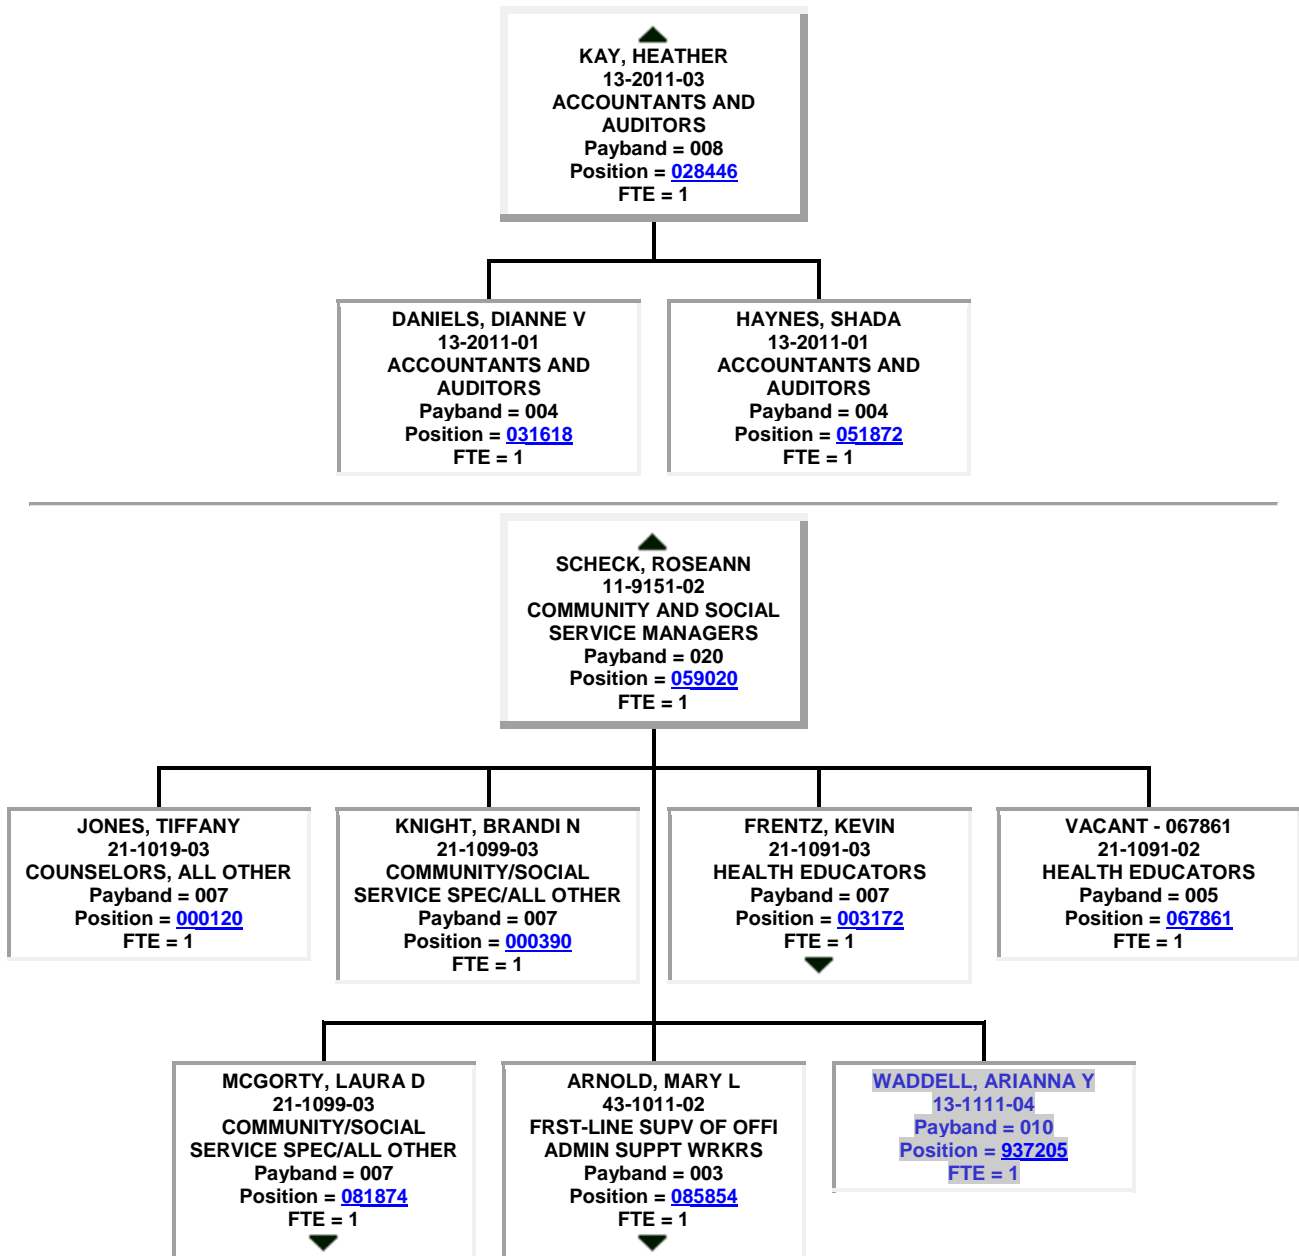 KAY, HEATHER
13-2011-03
ACCOUNTANTS AND
AUDITORS
Payband = 008
Position = 028446
FTE = 1
DANIELS, DIANNE V
13-2011-01
ACCOUNTANTS AND
AUDITORS
Payband = 004
Position = 031618
FTE = 1
HAYNES, SHADA
13-2011-01
ACCOUNTANTS AND
AUDITORS
Payband = 004
Position = 051872
FTE = 1
SCHECK, ROSEANN
11-9151-02
COMMUNITY AND SOCIAL
SERVICE MANAGERS
Payband = 020
Position = 059020
FTE = 1
JONES, TIFFANY
21-1019-03
COUNSELORS, ALL OTHER
Payband = 007
Position = 000120
FTE = 1
KNIGHT, BRANDI N
21-1099-03
COMMUNITY/SOCIAL
SERVICE SPEC/ALL OTHER
Payband = 007
Position = 000390
FTE = 1
FRENTZ, KEVIN
21-1091-03
HEALTH EDUCATORS
Payband = 007
Position = 003172
FTE = 1
VACANT - 067861
21-1091-02
HEALTH EDUCATORS
Payband = 005
Position = 067861
FTE = 1
MCGORTY, LAURA D
21-1099-03
COMMUNITY/SOCIAL
SERVICE SPEC/ALL OTHER
Payband = 007
Position = 081874
FTE = 1
ARNOLD, MARY L
43-1011-02
FRST-LINE SUPV OF OFFI
ADMIN SUPPT WRKRS
Payband = 003
Position = 085854
FTE = 1
WADDELL, ARIANNA Y
13-1111-04
Payband = 010
Position = 937205
FTE = 1